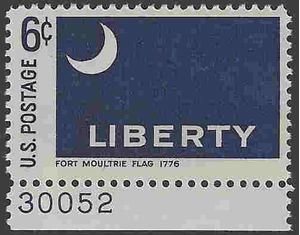 6¢
U.S. POSTAGE
LIBERTY
FORT MOULTRIE FLAG 1776
30052